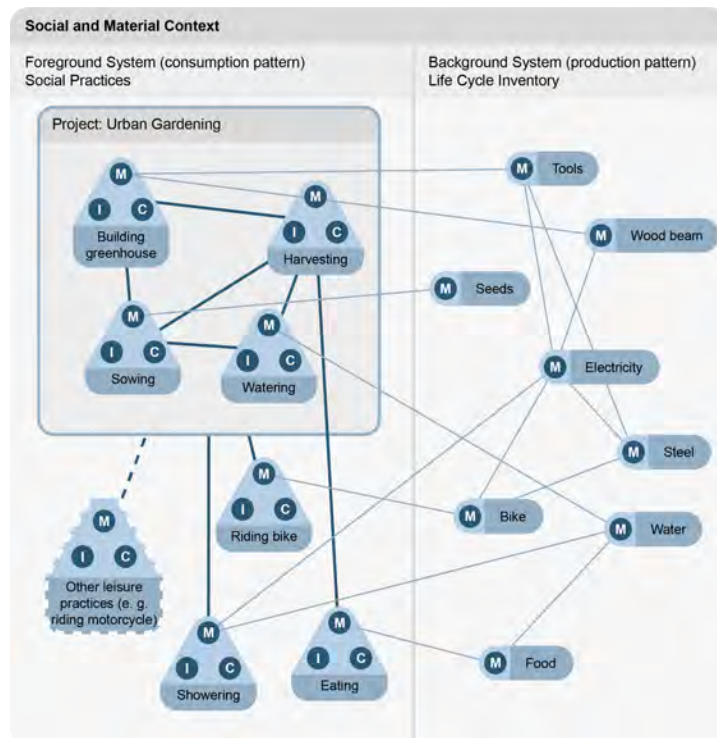 Social and Material Context
Foreground System (consumption pattern)
Social Practices
Background System (production pattern)
Life Cycle Inventory
Project: Urban Gardening
M
I
C
Building
greenhouse
M
I
C
Harvesting
M
I
C
Sowing
M
I
C
Watering
M
I
C
Riding bike
M
I
C
Other leisure
practices (e. g.
riding motorcycle)
M
I
C
Showering
M
I
C
Eating
M Tools
M Wood beam
M Seeds
M Electricity
M Steel
M Bike
M Water
M Food